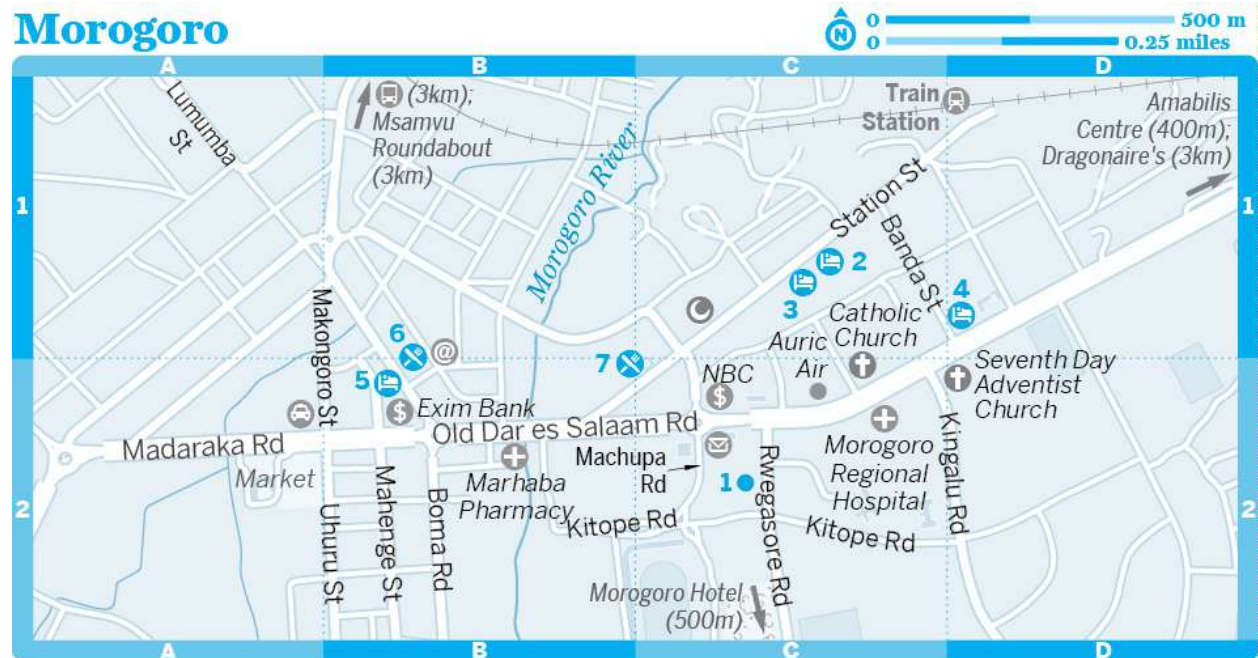 Morogoro
N
0 500 m
0 0.25 miles
A B C D
1
1
2
2
Lumumba
St
(3km);
Msamvu
Roundabout
(3km)
Morogoro River
Train
Station
Amabilis
Centre (400m);
Dragonaire's (3km)
Station St
Banda St
2
3
4
Catholic
Church
Auric
Air
Makongoro St
6
@
5
7
NBC
$
Seventh Day
Adventist
Church
$
Exim Bank
Old Dar es Salaam Rd
Madaraka Rd
Market
Marhaba
Pharmacy
Machupa
Rd
1
Morogoro
Regional
Hospital
Uhuru St
Mahenge St
Boma Rd
Kitope Rd
Rwegasore Rd
Kitope Rd
Kingalu Rd
Morogoro Hotel
(500m)
A B C D